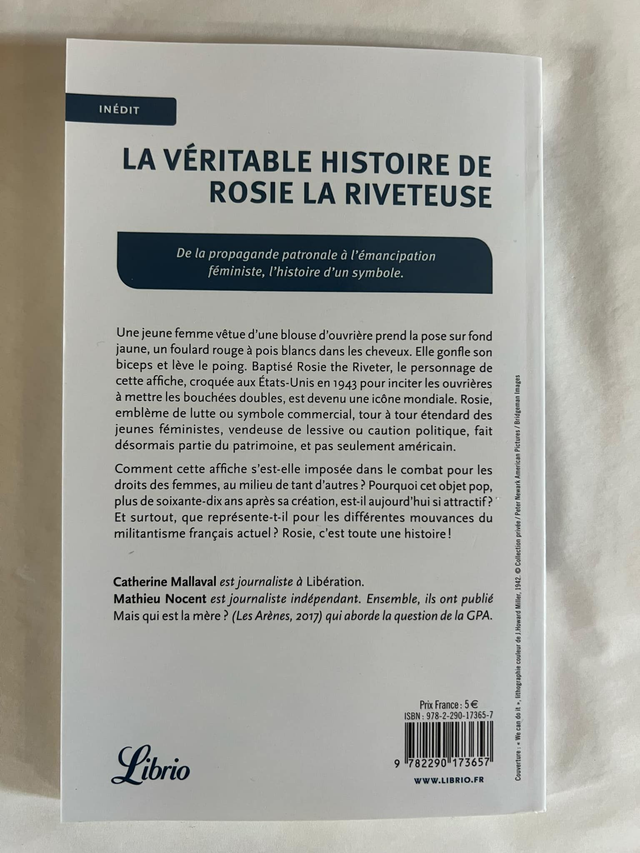 INÉDIT
LA VÉRITABLE HISTOIRE DE
ROSIE LA RIVETEUSE
De la propagande patronale à l'émancipation
féministe, l'histoire d'un symbole.
Une jeune femme vêtue d'une blouse d'ouvrière prend la pose sur fond
jaune, un foulard rouge à pois blancs dans les cheveux. Elle gonfle son
biceps et lève le poing. Baptisé Rosie the Riveter, le personnage de
cette affiche, croquée aux États-Unis en 1943 pour inciter les ouvrières
à mettre les bouchées doubles, est devenu une icône mondiale. Rosie,
emblème de lutte ou symbole commercial, tour à tour étendard des
jeunes féministes, vendeuse de lessive ou caution politique, fait
désormais partie du patrimoine, et pas seulement américain.
Comment cette affiche s'est-elle imposée dans le combat pour les
droits des femmes, au milieu de tant d'autres ? Pourquoi cet objet pop,
plus de soixante-dix ans après sa création, est-il aujourd'hui si attractif ?
Et surtout, que représente-t-il pour les différentes mouvances du
militantisme français actuel ? Rosie, c'est toute une histoire !
Catherine Mallaval est journaliste à Libération.
Mathieu Nocent est journaliste indépendant. Ensemble, ils ont publié
Mais qui est la mère ? (Les Arènes, 2017) qui aborde la question de la GPA.
Prix France : 5 €
ISBN : 978-2-290-17365-7
9 782290 173657
WWW.LIBRIO.FR
Librio
Couverture : « We can do it », lithographie couleur de J.Howard Miller, 1942. © Collection privée / Peter Newark American Pictures / Bridgeman Images